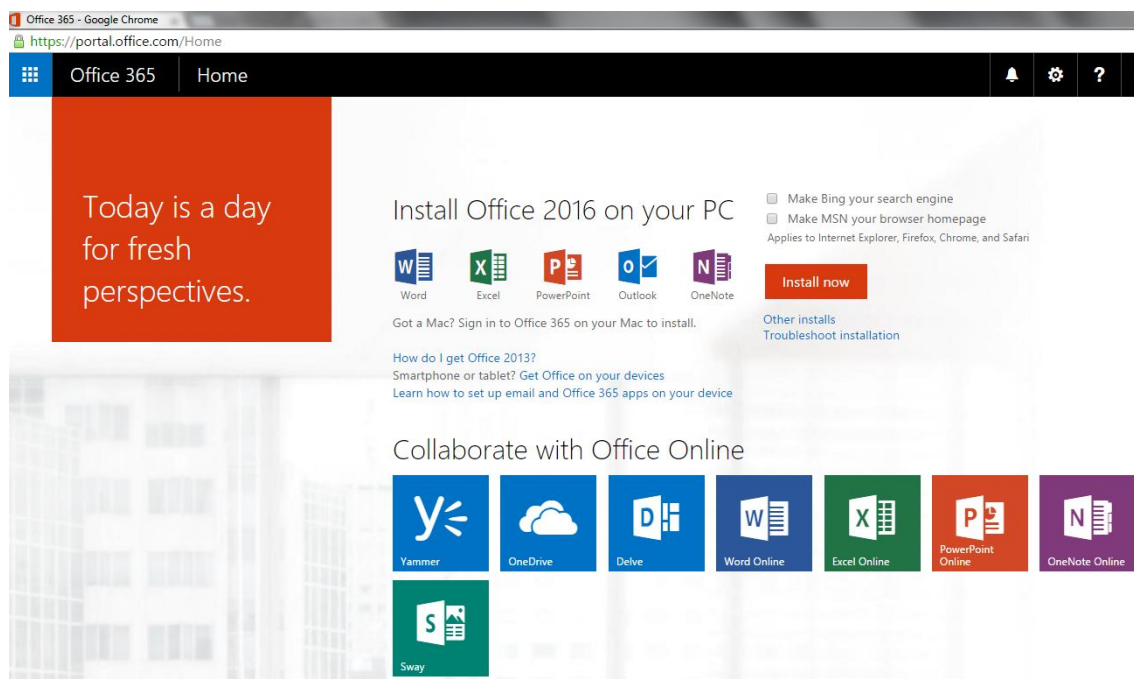 Office 365 - Google Chrome
https://portal.office.com/Home
Office 365 Home ?
Today is a day
for fresh
perspectives.
Install Office 2016 on your PC
Word Excel PowerPoint Outlook OneNote
Got a Mac? Sign in to Office 365 on your Mac to install.
How do I get Office 2013?
Smartphone or tablet? Get Office on your devices
Learn how to set up email and Office 365 apps on your device
Make Bing your search engine
Make MSN your browser homepage
Applies to Internet Explorer, Firefox, Chrome, and Safari
Install now
Other installs
Troubleshoot installation
Collaborate with Office Online
Yammer OneDrive Delve Word Online Excel Online PowerPoint Online OneNote Online
Sway